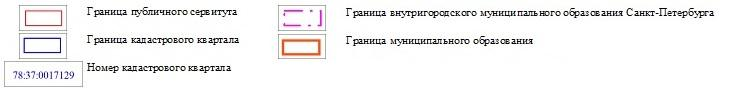 Граница публичного сервитута
Граница внутригородского муниципального образования Санкт-Петербурга
Граница кадастрового квартала
Граница муниципального образования
78:37:0017129
Номер кадастрового квартала